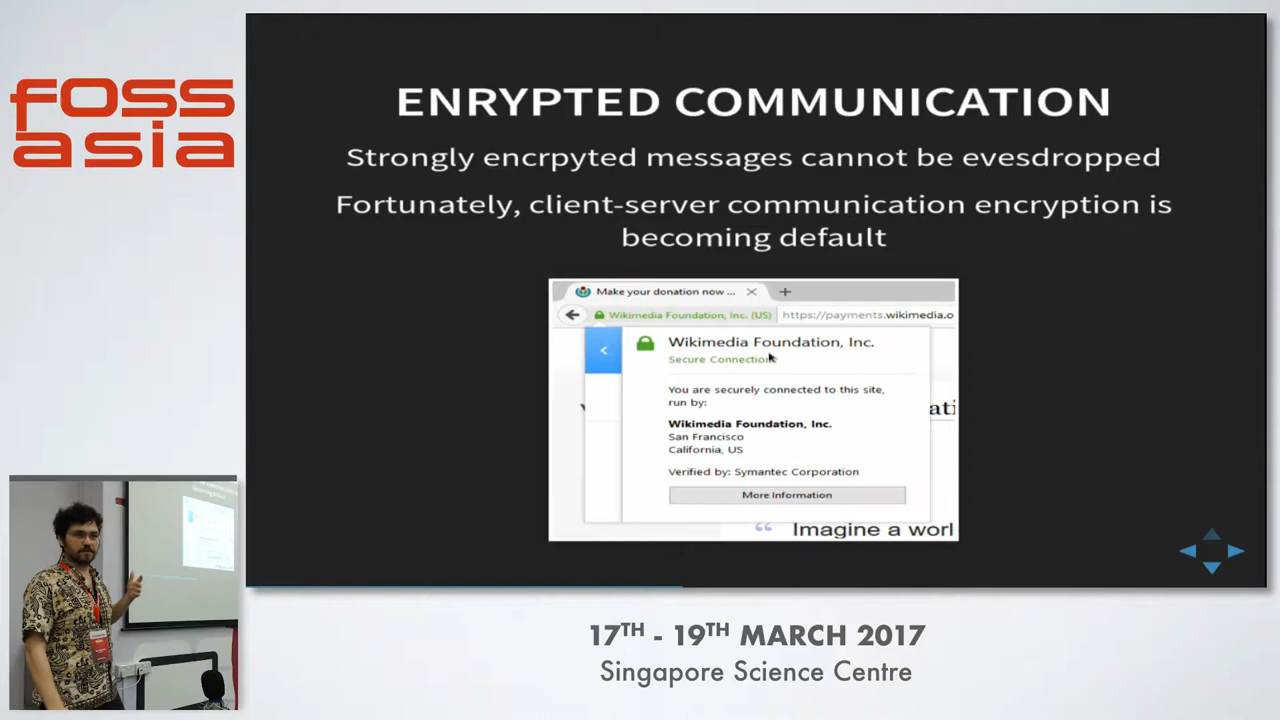 foss
asia
ENRYPTED COMMUNICATION
Strongly encrpyted messages cannot be evesdropped
Fortunately, client-server communication encryption is
becoming default
Make your donation now ...
Wikimedia Foundation, Inc. (US)
https://payments.wikimedia.o
Wikimedia Foundation, Inc.
Secure Connection
You are securely connected to this site,
run by:
Wikimedia Foundation, Inc.
San Francisco
California, US
Verified by: Symantec Corporation
More Information
“ Imagine a worl
17TH - 19TH MARCH 2017
Singapore Science Centre